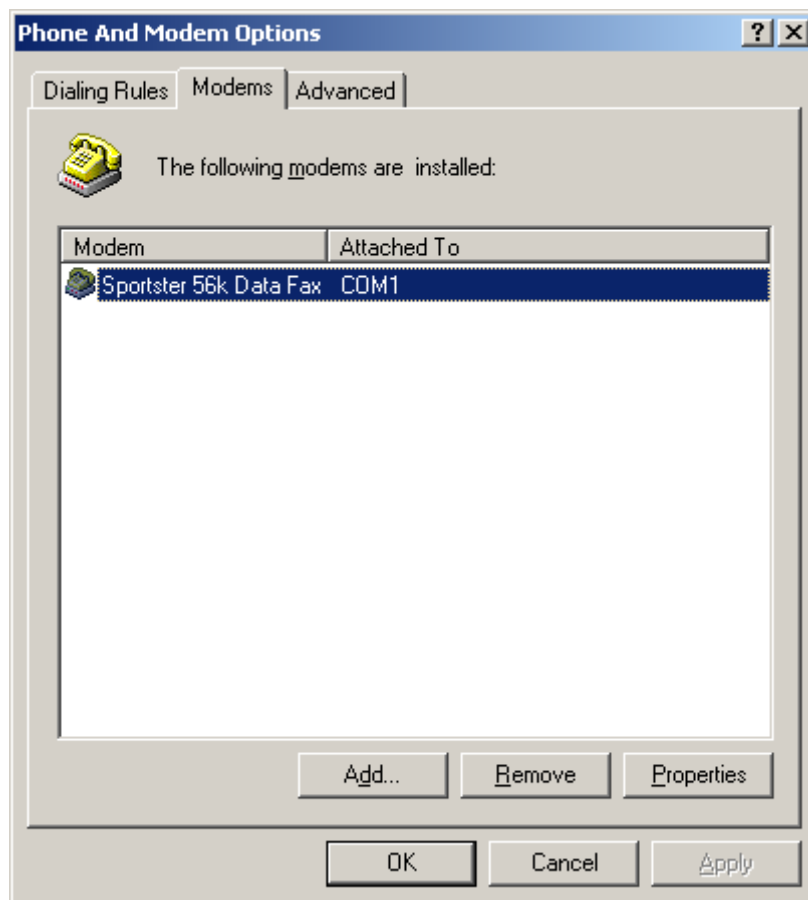 Phone And Modem Options
Dialing Rules Modems Advanced
The following modems are installed:
Modem Attached To
Sportster 56k Data Fax COM1
Add... Remove Properties
OK Cancel Apply